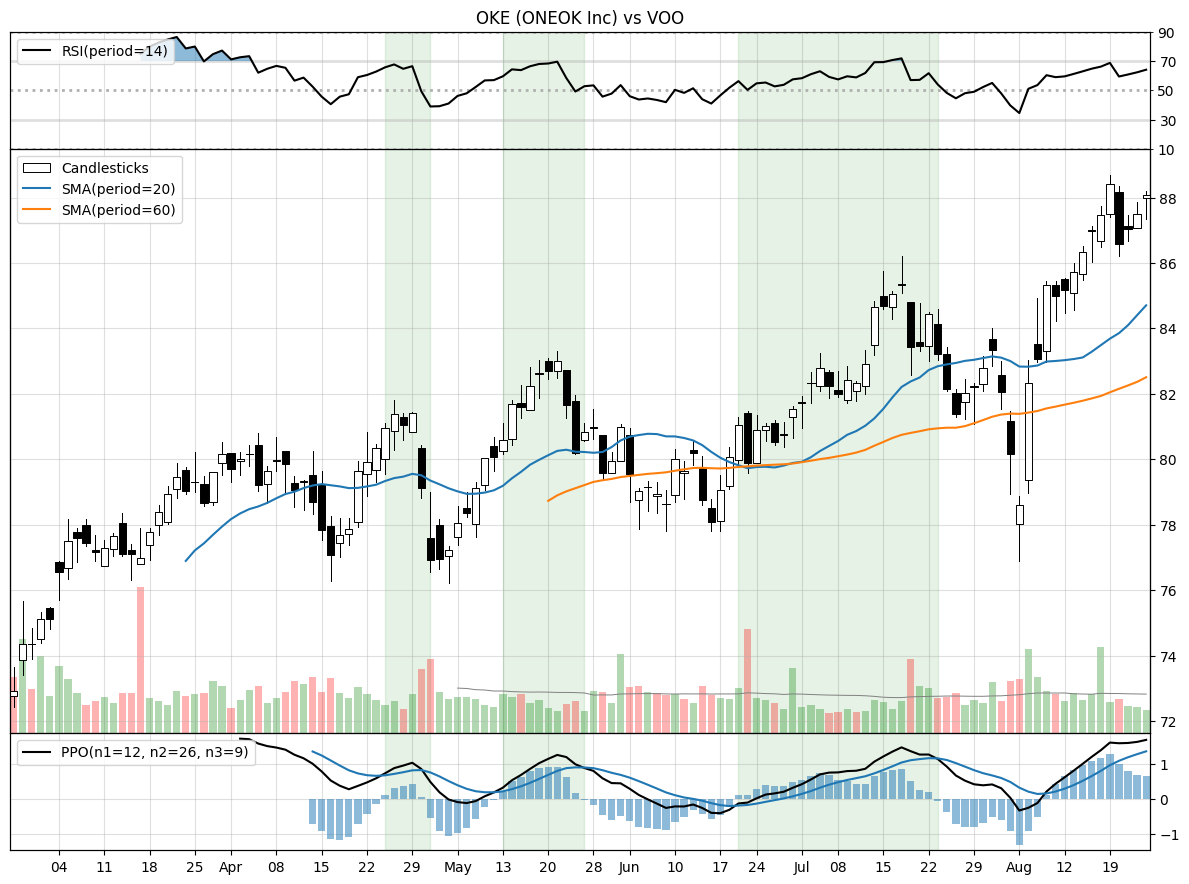 OKE (ONEOK Inc) vs VOO
RSI(period=14)
90
70
50
30
10
Candlesticks
SMA(period=20)
SMA(period=60)
88
86
84
82
80
78
76
74
72
PPO(n1=12, n2=26, n3=9)
1
0
−1
04 11 18 25 Apr 08 15 22 29 May 13 20 28 Jun 10 17 24 Jul 08 15 22 29 Aug 12 19